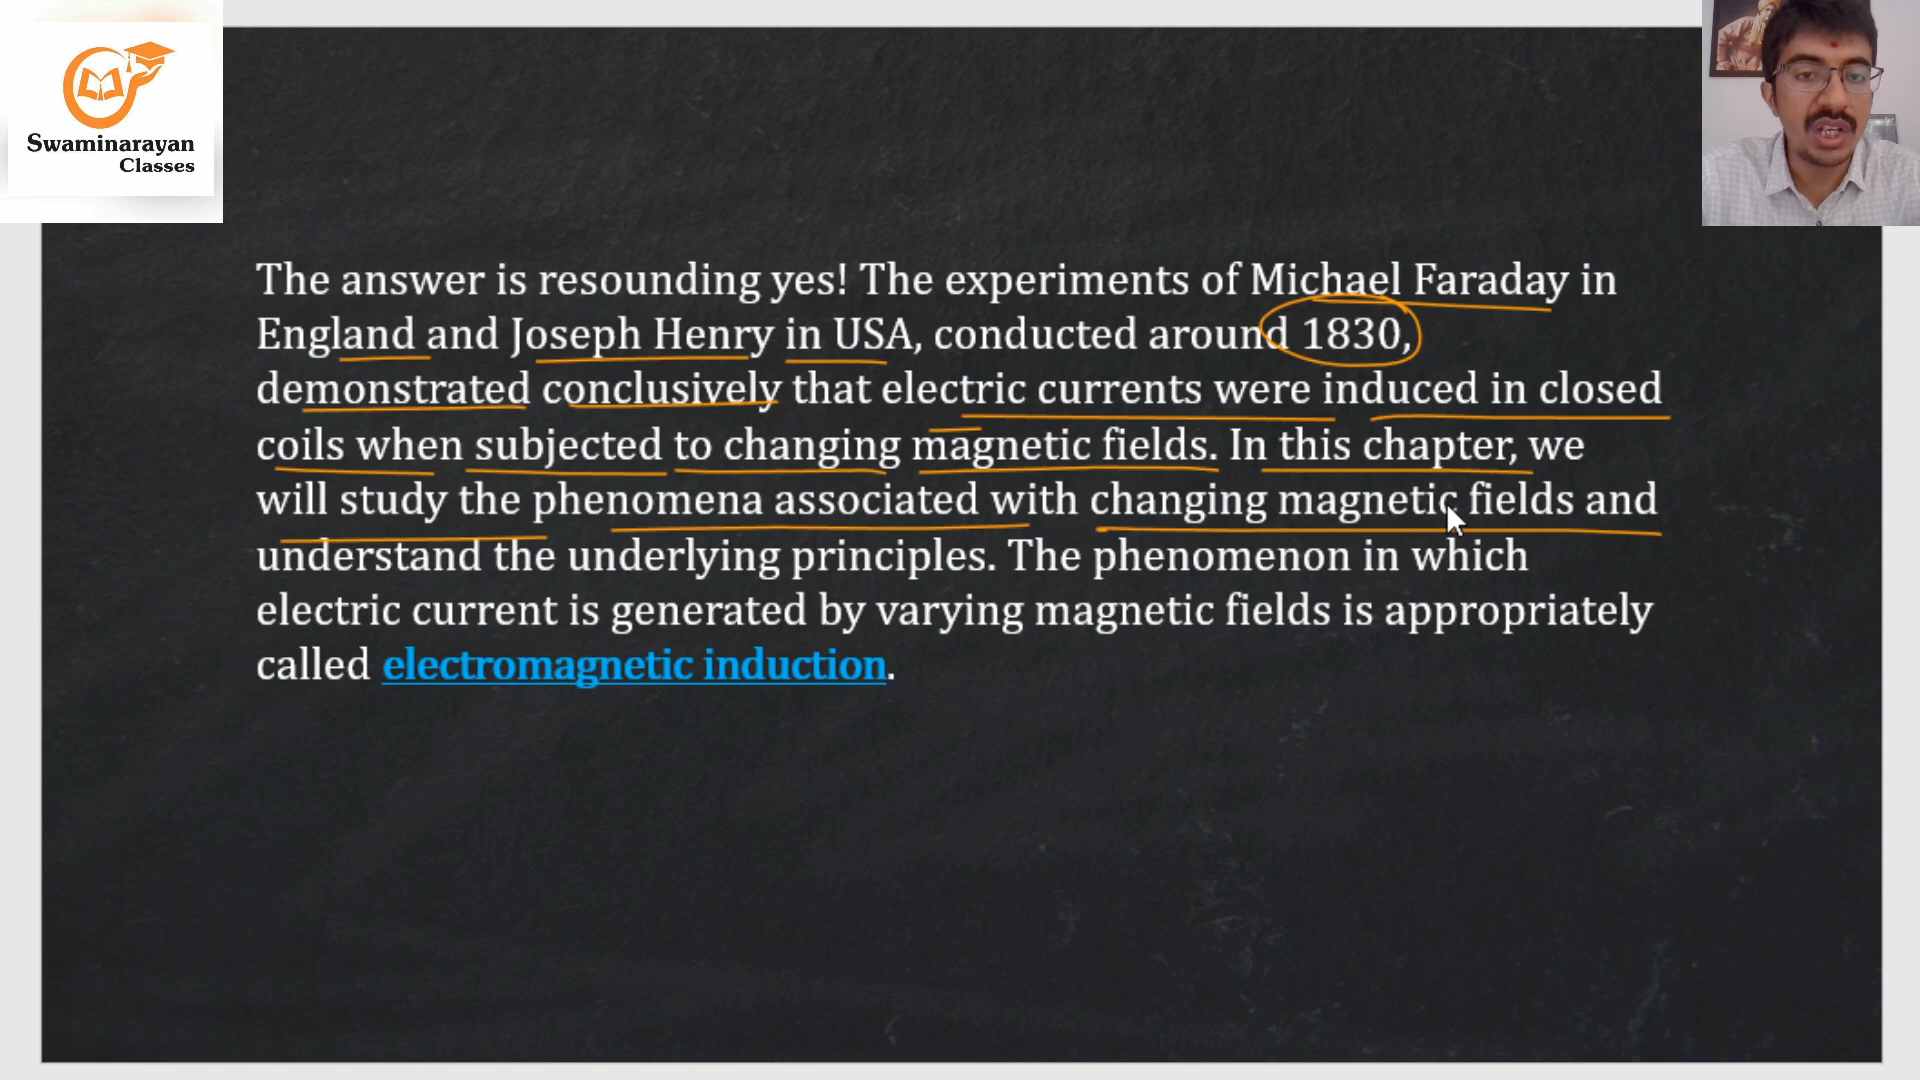 Swaminarayan
Classes
The answer is resounding yes! The experiments of Michael Faraday in
England and Joseph Henry in USA, conducted around 1830,
demonstrated conclusively that electric currents were induced in closed
coils when subjected to changing magnetic fields. In this chapter, we
will study the phenomena associated with changing magnetic fields and
understand the underlying principles. The phenomenon in which
electric current is generated by varying magnetic fields is appropriately
called electromagnetic induction.